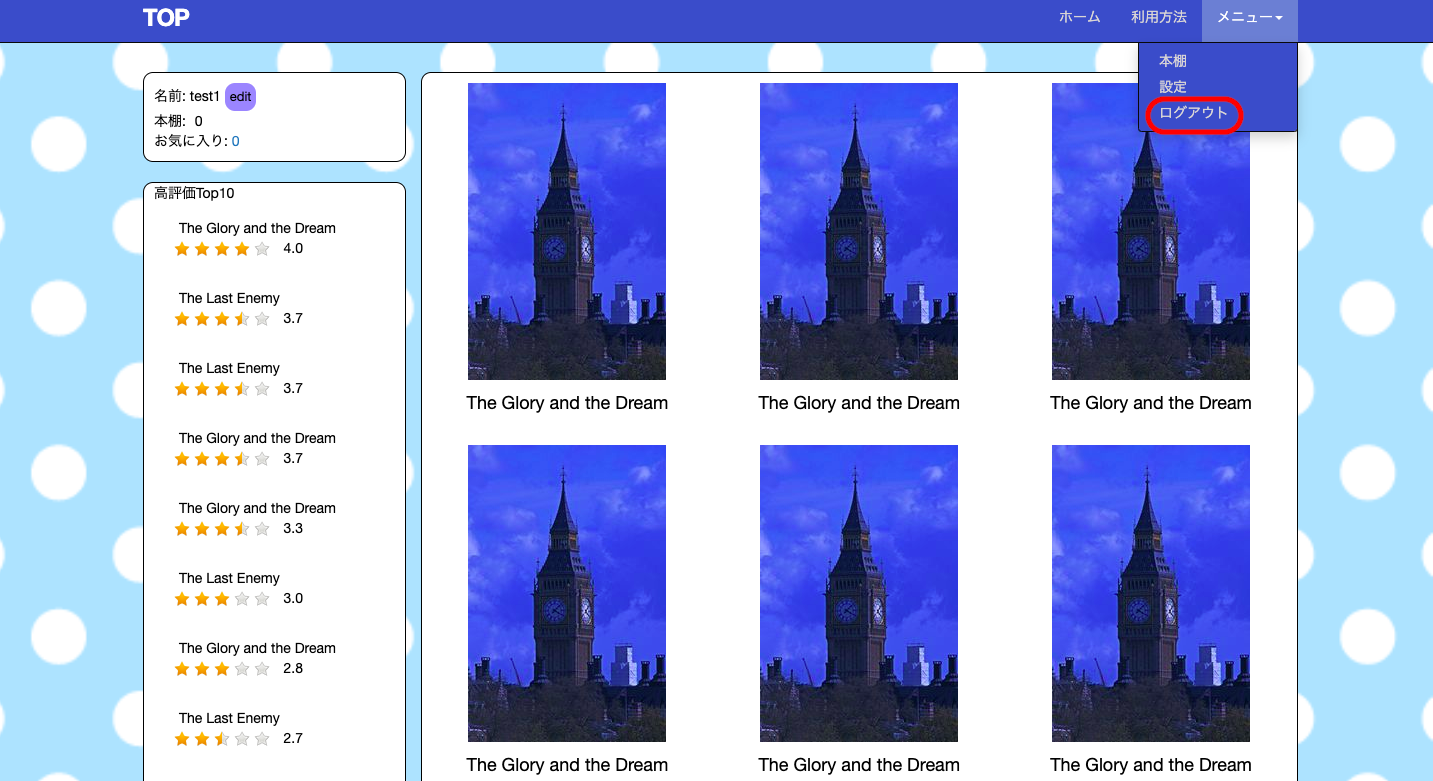 TOP
ホーム 利用方法 メニュー
本棚
設定
ログアウト
名前: test1 edit
本棚: 0
お気に入り: 0
高評価Top10
The Glory and the Dream
4.0
The Last Enemy
3.7
The Last Enemy
3.7
The Glory and the Dream
3.7
The Glory and the Dream
3.3
The Last Enemy
3.0
The Glory and the Dream
2.8
The Last Enemy
2.7
The Glory and the Dream The Glory and the Dream The Glory and the Dream
The Glory and the Dream The Glory and the Dream The Glory and the Dream